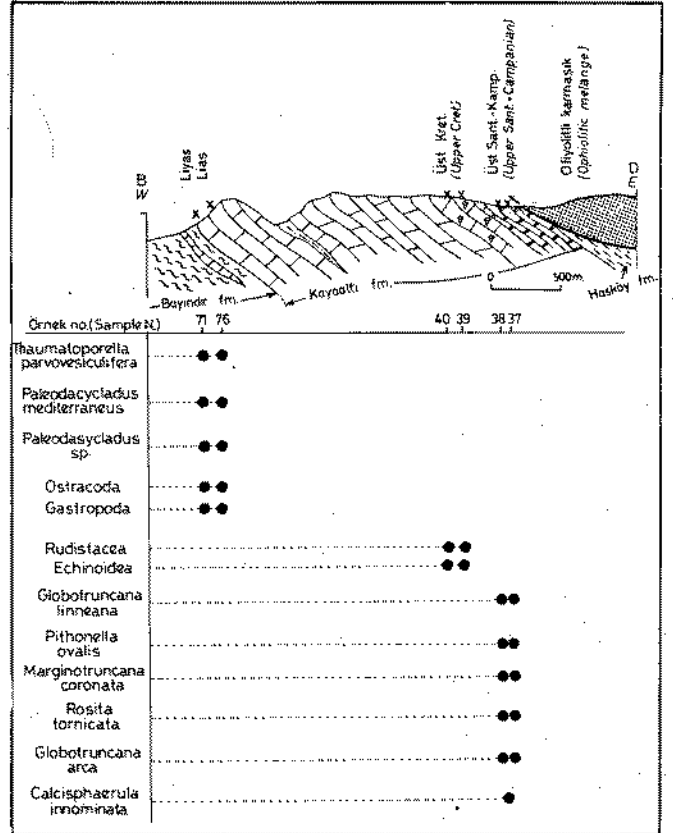 Liyas
Lias
Üst Kret.
(Upper Cret.)
Üst Sant.-Kamp.
(Upper Sant.-Campanian)
Ofiyolitli karmaşık
(Ophiolitic melange)
W
Bayındır fm.
Kayaaltı fm.
0 500m.
Hasköy fm.
Örnek no.(Sample N.) 71 76 40 39 38 37
Thaumatoporella
parvovesiculifera
Paleodacycladus
mediterraneus
Paleodasycladus
sp.
Ostracoda
Gastropoda
Rudistacea
Echinoidea
Globotruncana
linneana
Pithonella
ovalis
Marginotruncana
coronata
Rosita
fornicata
Globotruncana
arca
Calcisphaerula
innominata